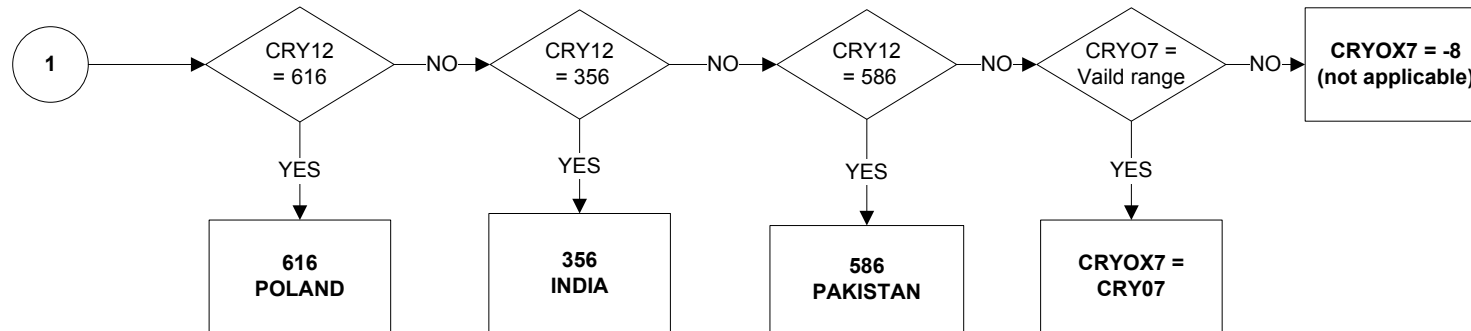 1
CRY12
= 616
NO
CRY12
= 356
NO
CRY12
= 586
NO
CRYO7 =
Vaild range
NO
CRYOX7 = -8
(not applicable)
YES
YES
YES
YES
616
POLAND
356
INDIA
586
PAKISTAN
CRYOX7 =
CRY07